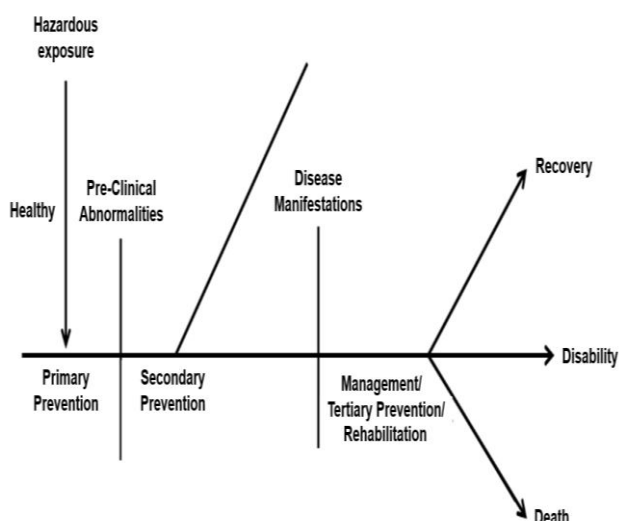 Hazardous
exposure
Healthy
Pre-Clinical
Abnormalities
Disease
Manifestations
Recovery
Disability
Primary
Prevention
Secondary
Prevention
Management/
Tertiary Prevention/
Rehabilitation
Death